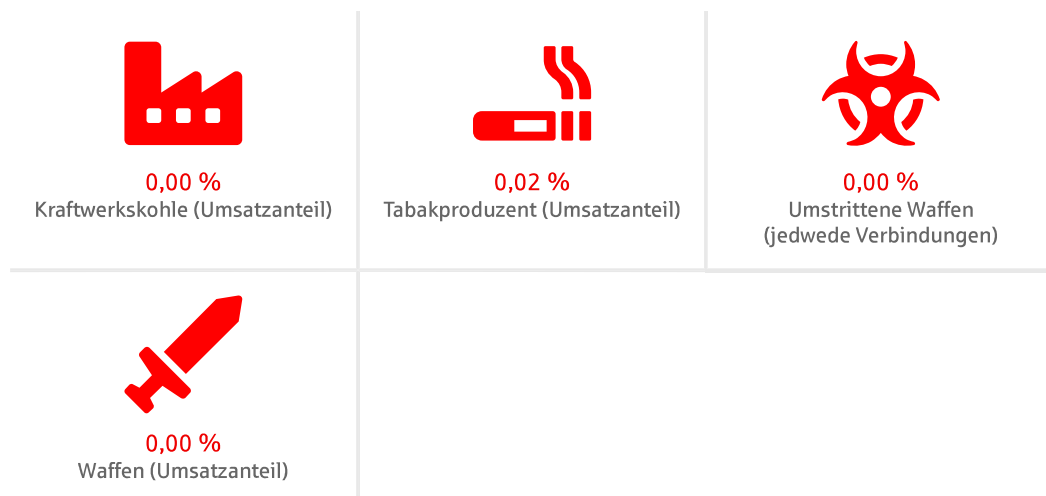 0,00 %
Kraftwerkskohle (Umsatzanteil)
0,02 %
Tabakproduzent (Umsatzanteil)
0,00 %
Umstrittene Waffen
(jedwede Verbindungen)
0,00 %
Waffen (Umsatzanteil)